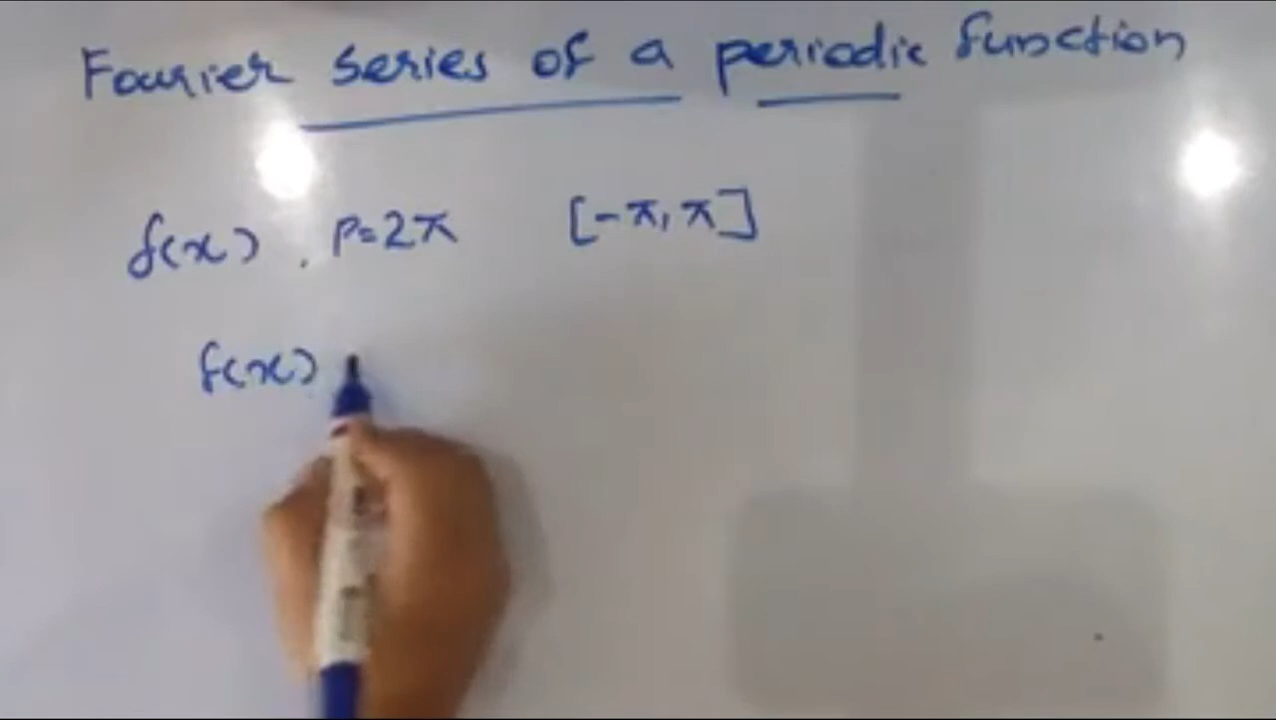 Fourier series of a periodic function
f(x), P=2π [-π, π]
f(x)